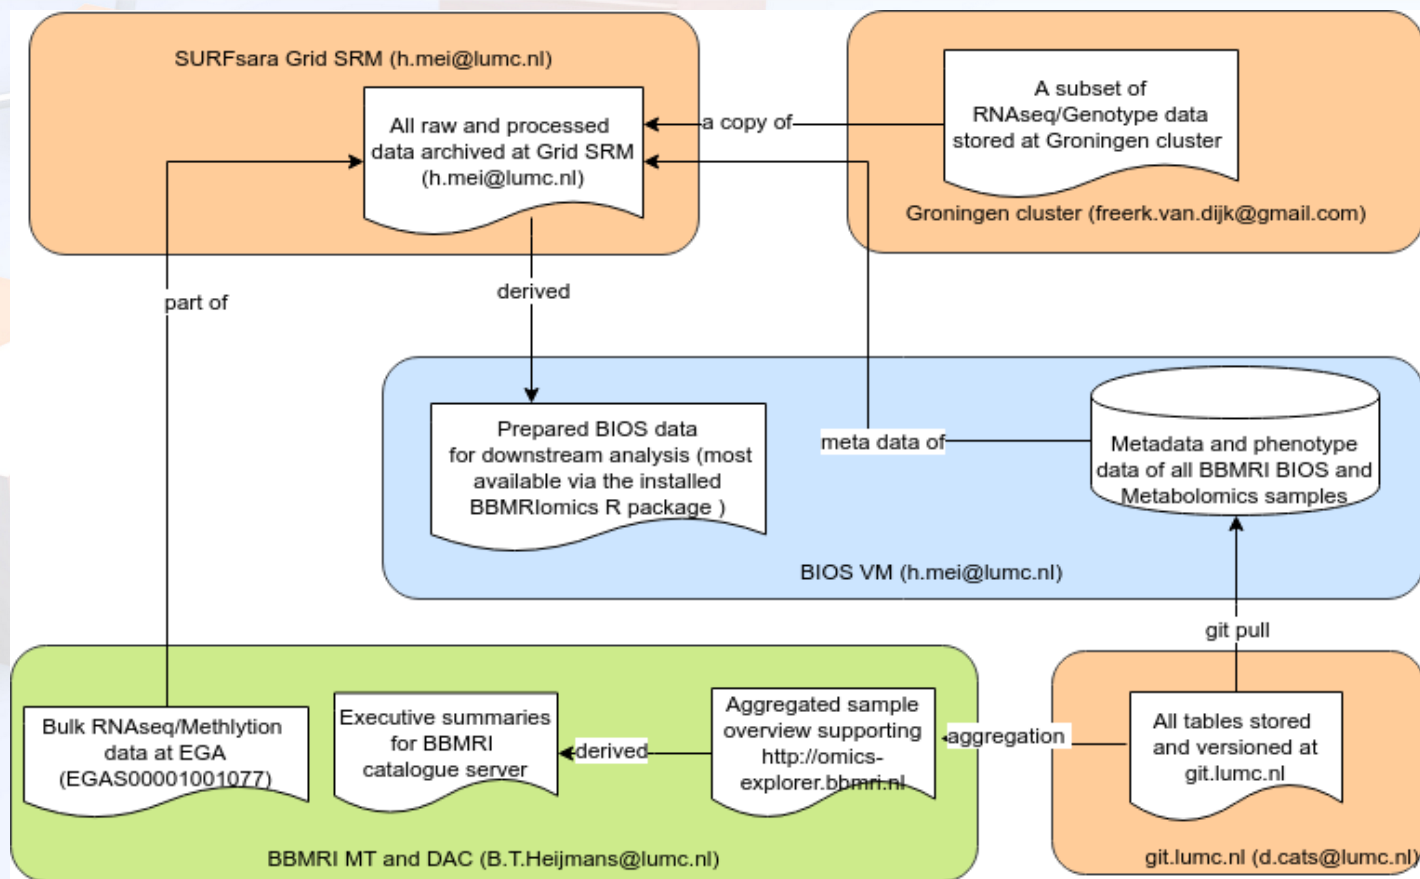 SURFsara Grid SRM (h.mei@lumc.nl)
All raw and processed
data archived at Grid SRM
(h.mei@lumc.nl)
a copy of
A subset of
RNAseq/Genotype data
stored at Groningen cluster
Groningen cluster (freerk.van.dijk@gmail.com)
part of
derived
Prepared BIOS data
for downstream analysis (most
available via the installed
BBMRIomics R package )
meta data of
Metadata and phenotype
data of all BBMRI BIOS and
Metabolomics samples
BIOS VM (h.mei@lumc.nl)
git pull
Bulk RNAseq/Methlytion
data at EGA
(EGAS00001001077)
Executive summaries
for BBMRI
catalogue server
derived
Aggregated sample
overview supporting
http://omics-
explorer.bbmri.nl
aggregation
All tables stored
and versioned at
git.lumc.nl
BBMRI MT and DAC (B.T.Heijmans@lumc.nl)
git.lumc.nl (d.cats@lumc.nl)